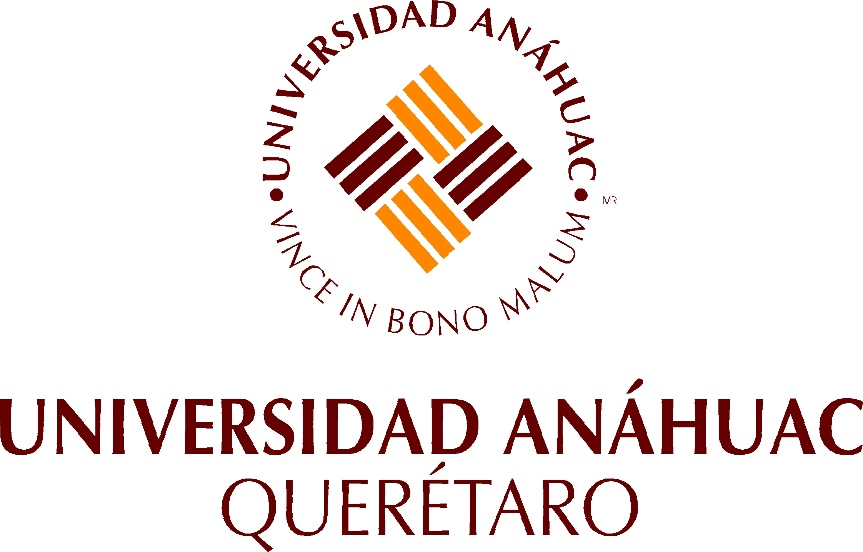 UNIVERSIDAD ANÁHUAC
VINCE IN BONO MALUM
MR
UNIVERSIDAD ANÁHUAC
QUERÉTARO